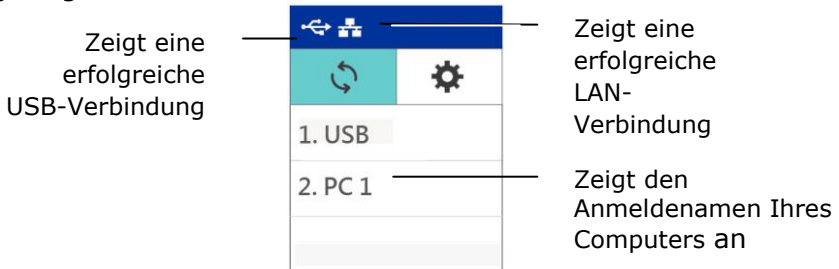 Zeigt eine
erfolgreiche
USB-Verbindung
1. USB
2. PC 1
Zeigt eine
erfolgreiche
LAN-
Verbindung
Zeigt den
Anmeldenamen Ihres
Computers an